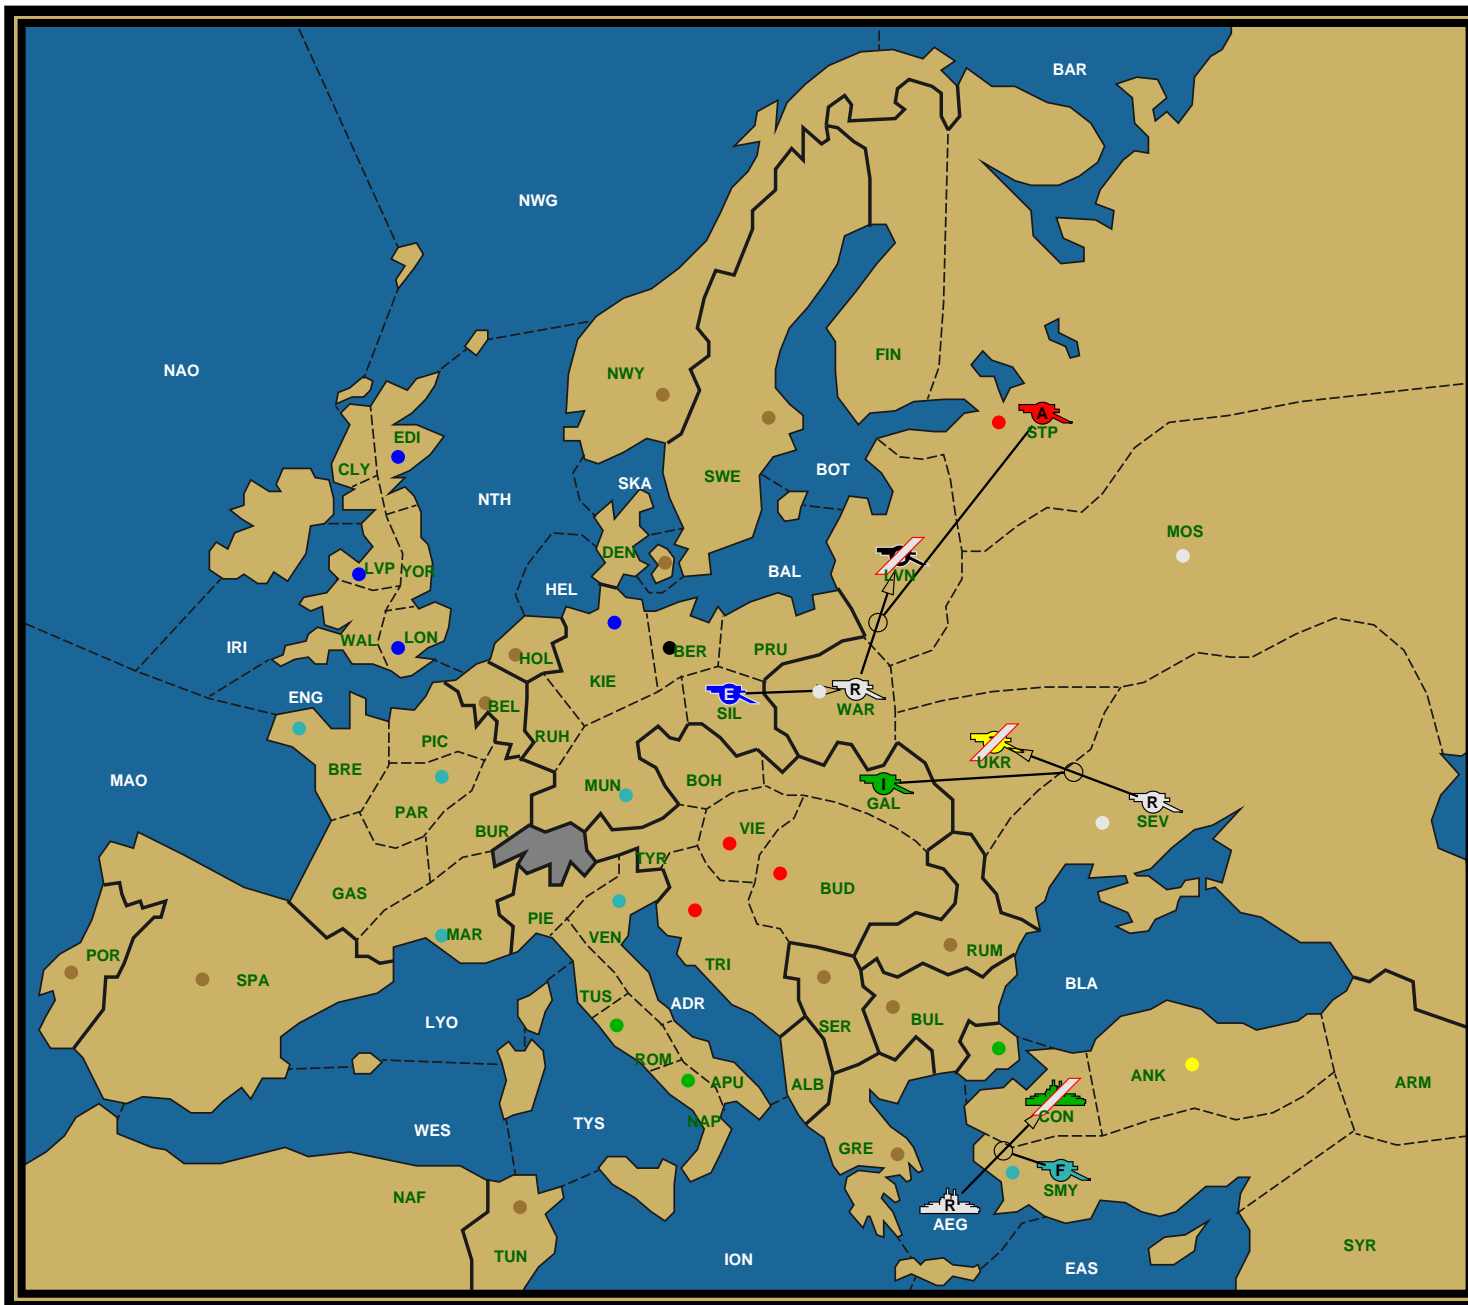 BAR
NWG
NAO
FIN
NWY
A
STP
EDI
CLY
SWE
BOT
SKA
NTH
MOS
DEN
LVN
LVP
YOR
BAL
HEL
IRI
WAL
LON
HOL
BER
PRU
KIE
ENG
BEL
E
SIL
R
WAR
PIC
RUH
UKR
BRE
MAO
MUN
BOH
I
GAL
R
SEV
PAR
BUR
VIE
TYR
BUD
GAS
PIE
MAR
VEN
POR
SPA
TRI
RUM
BLA
TUS
ADR
LYO
BUL
SER
ROM
APU
ALB
ANK
ARM
CON
NAP
TYS
WES
GRE
F
SMY
NAF
R
AEG
TUN
ION
SYR
EAS